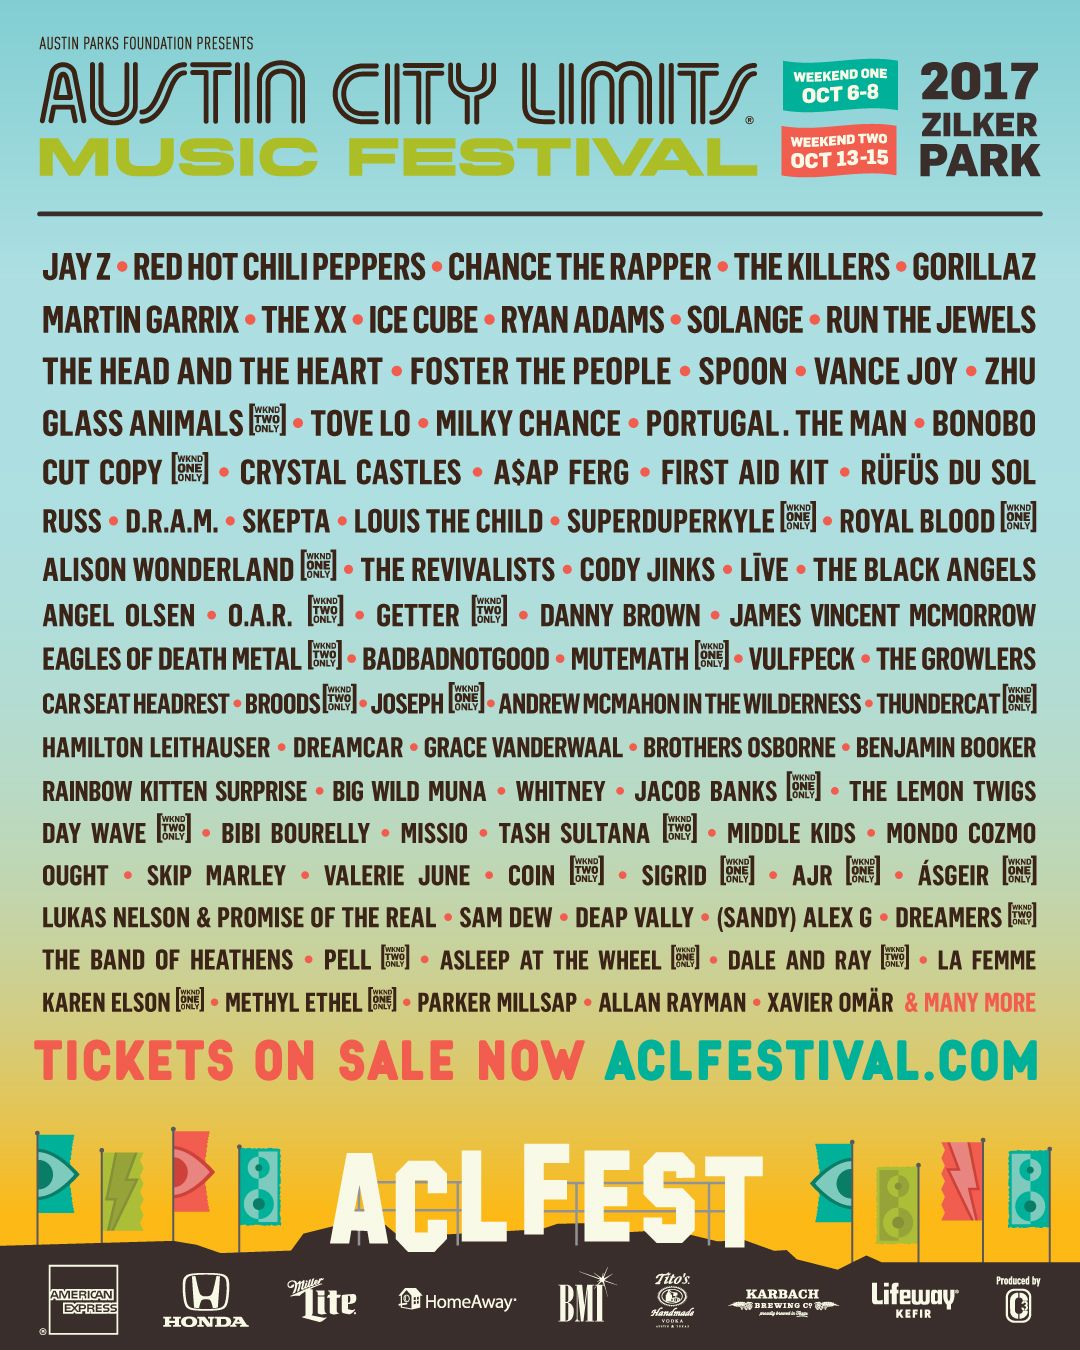 AUSTIN PARKS FOUNDATION PRESENTS
AUSTIN CITY LIMITS®
MUSIC FESTIVAL
WEEKEND ONE
OCT 6-8
WEEKEND TWO
OCT 13-15
2017
ZILKER
PARK
JAY Z • RED HOT CHILI PEPPERS • CHANCE THE RAPPER • THE KILLERS • GORILLAZ
MARTIN GARRIX • THE XX • ICE CUBE • RYAN ADAMS • SOLANGE • RUN THE JEWELS
THE HEAD AND THE HEART • FOSTER THE PEOPLE • SPOON • VANCE JOY • ZHU
GLASS ANIMALS [WKND TWO ONLY] • TOVE LO • MILKY CHANCE • PORTUGAL. THE MAN • BONOBO
CUT COPY [WKND ONE ONLY] • CRYSTAL CASTLES • A$AP FERG • FIRST AID KIT • RÜFÜS DU SOL
RUSS • D.R.A.M. • SKEPTA • LOUIS THE CHILD • SUPERDUPERKYLE [WKND ONE ONLY] • ROYAL BLOOD [WKND ONE ONLY]
ALISON WONDERLAND [WKND ONE ONLY] • THE REVIVALISTS • CODY JINKS • LĪVE • THE BLACK ANGELS
ANGEL OLSEN • O.A.R. [WKND TWO ONLY] • GETTER [WKND TWO ONLY] • DANNY BROWN • JAMES VINCENT MCMORROW
EAGLES OF DEATH METAL [WKND TWO ONLY] • BADBADNOTGOOD • MUTEMATH [WKND ONE ONLY] • VULFPECK • THE GROWLERS
CAR SEAT HEADREST • BROODS [WKND TWO ONLY] • JOSEPH [WKND ONE ONLY] • ANDREW MCMAHON IN THE WILDERNESS • THUNDERCAT [WKND ONE ONLY]
HAMILTON LEITHAUSER • DREAMCAR • GRACE VANDERWAAL • BROTHERS OSBORNE • BENJAMIN BOOKER
RAINBOW KITTEN SURPRISE • BIG WILD MUNA • WHITNEY • JACOB BANKS [WKND ONE ONLY] • THE LEMON TWIGS
DAY WAVE [WKND TWO ONLY] • BIBI BOURELLY • MISSIO • TASH SULTANA [WKND TWO ONLY] • MIDDLE KIDS • MONDO COZMO
OUGHT • SKIP MARLEY • VALERIE JUNE • COIN [WKND TWO ONLY] • SIGRID [WKND ONE ONLY] • AJR [WKND ONE ONLY] • ÁSGEIR [WKND ONE ONLY]
LUKAS NELSON & PROMISE OF THE REAL • SAM DEW • DEAP VALLY • (SANDY) ALEX G • DREAMERS [WKND TWO ONLY]
THE BAND OF HEATHENS • PELL [WKND TWO ONLY] • ASLEEP AT THE WHEEL [WKND ONE ONLY] • DALE AND RAY [WKND TWO ONLY] • LA FEMME
KAREN ELSON [WKND ONE ONLY] • METHYL ETHEL [WKND ONE ONLY] • PARKER MILLSAP • ALLAN RAYMAN • XAVIER OMÄR & MANY MORE
TICKETS ON SALE NOW ACLFESTIVAL.COM
ACLFEST
AMERICAN EXPRESS ®
HONDA
Miller Lite
HomeAway
BMI
Tito's Handmade VODKA AUSTIN TEXAS
KARBACH BREWING Cº
Lifeway KEFIR
Produced by C3